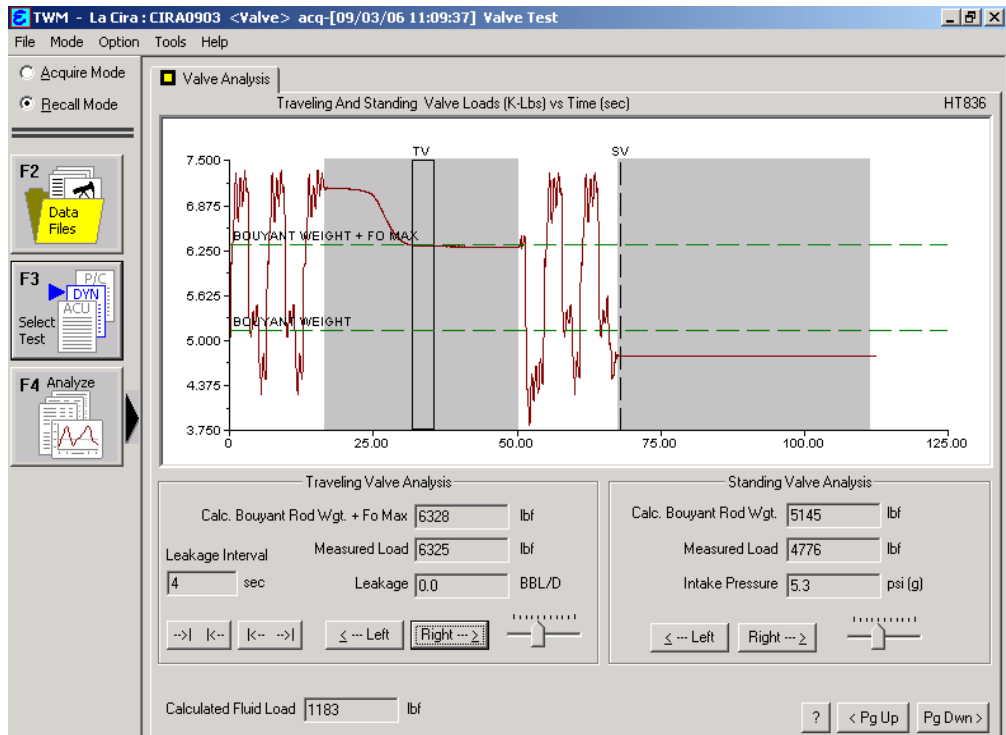 TWM - La Cira : CIRA0903 <Valve> acq-[09/03/06 11:09:37] Valve Test
File Mode Option Tools Help
Acquire Mode
Recall Mode
F2
Data
Files
F3
P/C
DYN
ACU
Select
Test
F4 Analyze
Valve Analysis
Traveling And Standing Valve Loads (K-Lbs) vs Time (sec)
HT836
TV
SV
7.500
6.875
6.250
5.625
5.000
4.375
3.750
BOUYANT WEIGHT + FO MAX
BOUYANT WEIGHT
0
25.00
50.00
75.00
100.00
125.00
Traveling Valve Analysis
Calc. Bouyant Rod Wgt. + Fo Max 6328 lbf
Leakage Interval
Measured Load 6325 lbf
4 sec
Leakage 0.0 BBL/D
-->| |<--
|<-- -->|
< --- Left
Right --- >
Standing Valve Analysis
Calc. Bouyant Rod Wgt. 5145 lbf
Measured Load 4776 lbf
Intake Pressure 5.3 psi (g)
< --- Left
Right --- >
Calculated Fluid Load 1183 lbf
?
< Pg Up
Pg Dwn >